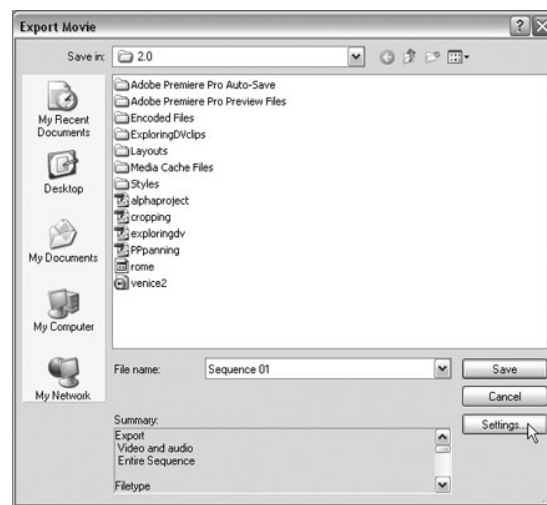 Export Movie
Save in: 2.0
My Recent
Documents
Desktop
My Documents
My Computer
My Network
Adobe Premiere Pro Auto-Save
Adobe Premiere Pro Preview Files
Encoded Files
ExploringDVclips
Layouts
Media Cache Files
Styles
alphaproject
cropping
exploringdv
PPpanning
rome
venice2
File name: Sequence 01
Save
Cancel
Settings...
Summary:
Export
Video and audio
Entire Sequence
Filetype